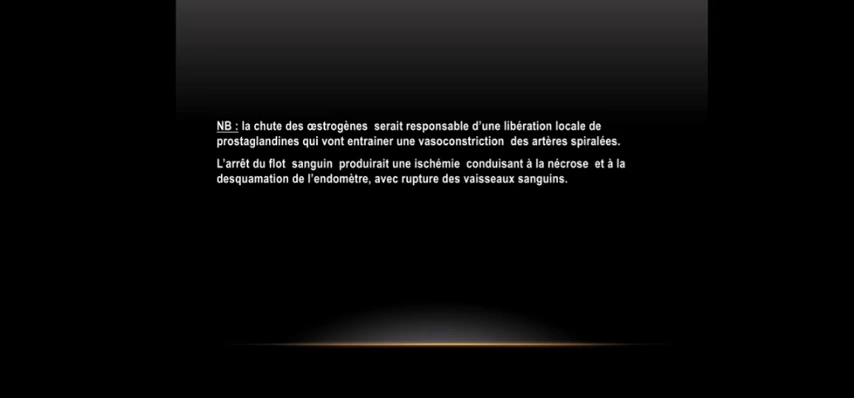 NB : la chute des œstrogènes serait responsable d'une libération locale de
prostaglandines qui vont entrainer une vasoconstriction des artères spiralées.
L'arrêt du flot sanguin produirait une ischémie conduisant à la nécrose et à la
desquamation de l'endomètre, avec rupture des vaisseaux sanguins.